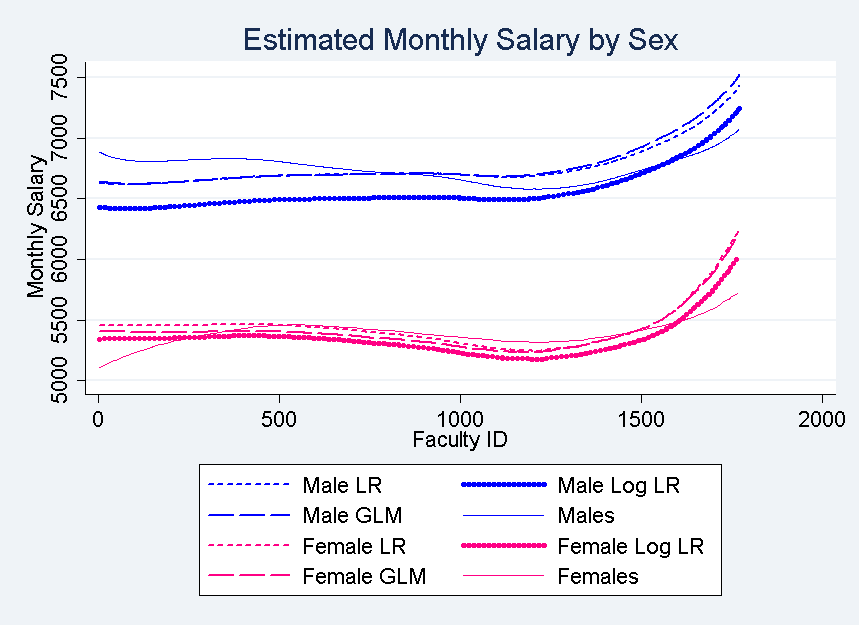 Estimated Monthly Salary by Sex
Monthly Salary
7500
7000
6500
6000
5500
5000
0 500 1000 1500 2000
Faculty ID
Male LR Male Log LR
Male GLM Males
Female LR Female Log LR
Female GLM Females